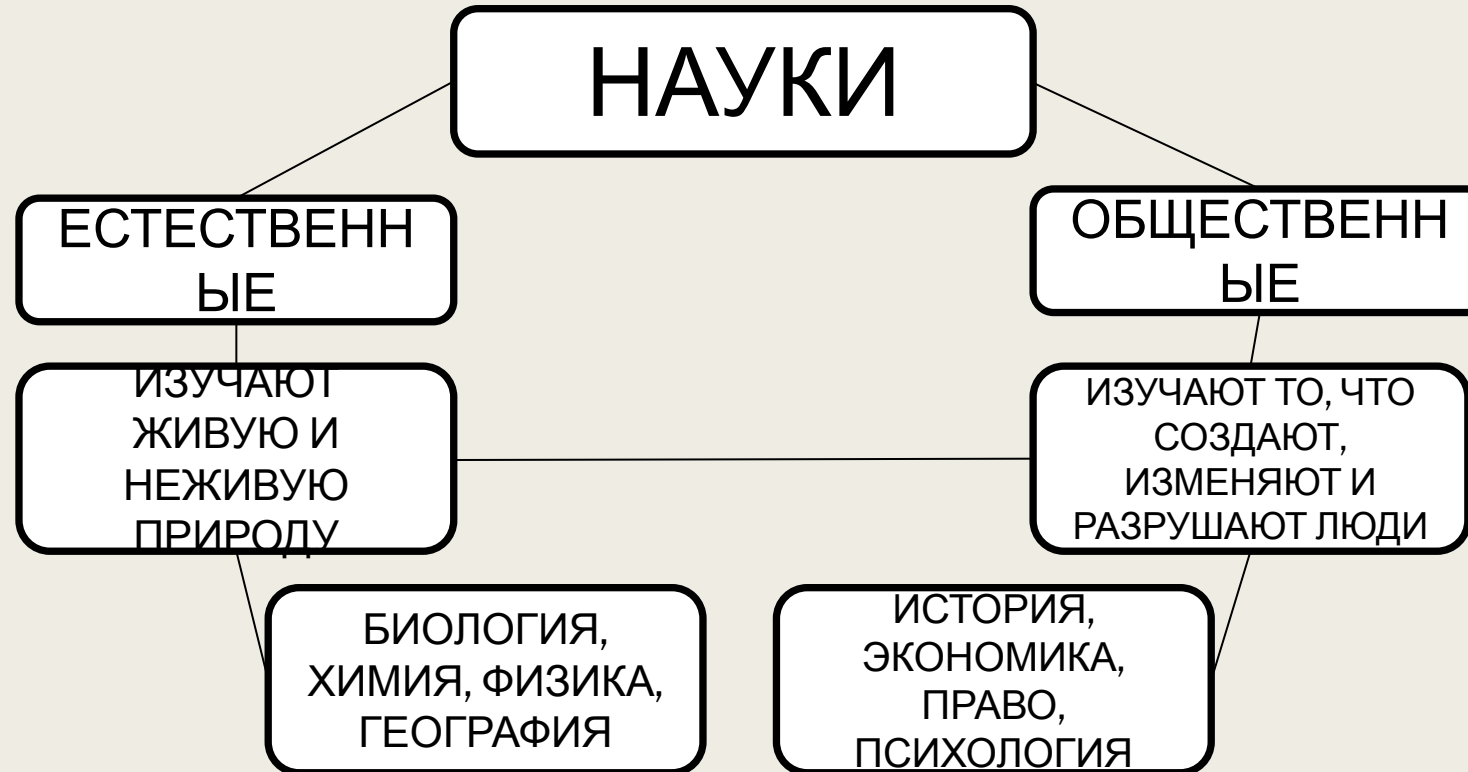 НАУКИ
ЕСТЕСТВЕНН
ЫЕ
ОБЩЕСТВЕНН
ЫЕ
ИЗУЧАЮТ
ЖИВУЮ И
НЕЖИВУЮ
ПРИРОДУ
ИЗУЧАЮТ ТО, ЧТО
СОЗДАЮТ,
ИЗМЕНЯЮТ И
РАЗРУШАЮТ ЛЮДИ
БИОЛОГИЯ,
ХИМИЯ, ФИЗИКА,
ГЕОГРАФИЯ
ИСТОРИЯ,
ЭКОНОМИКА,
ПРАВО,
ПСИХОЛОГИЯ